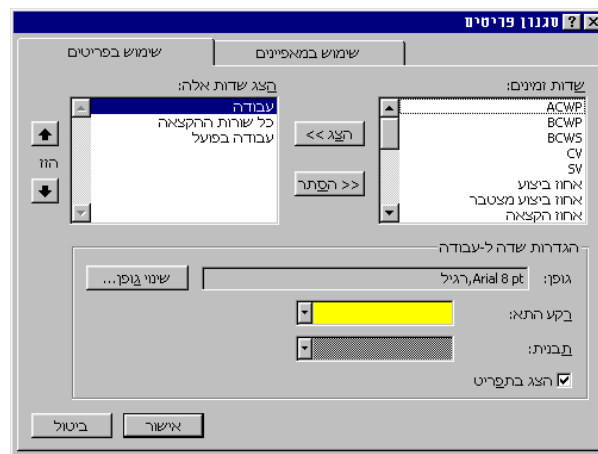 סגנון פריטים
שימוש במאפיינים
שימוש בפריטים
שדות זמינים:
ACWP
BCWP
BCWS
CV
SV
אחוז ביצוע
אחוז ביצוע מצטבר
אחוז הקצאה
הצג >>
<< הסתר
הצג שדות אלה:
עבודה
כל שורות ההקצאה
עבודה בפועל
הזז
הגדרות שדה ל-עבודה
גופן:
Arial 8 pt,רגיל
שינוי גופן...
רקע התא:
תבנית:
הצג בתפריט
אישור
ביטול